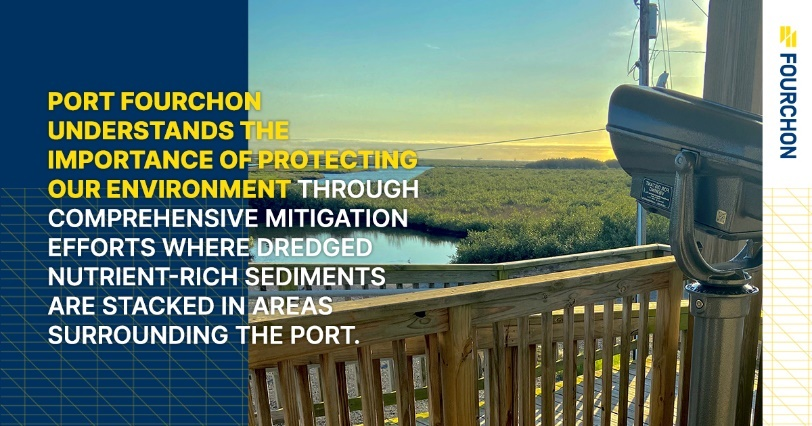 PORT FOURCHON
UNDERSTANDS THE
IMPORTANCE OF PROTECTING
OUR ENVIRONMENT THROUGH
COMPREHENSIVE MITIGATION
EFFORTS WHERE DREDGED
NUTRIENT-RICH SEDIMENTS
ARE STACKED IN AREAS
SURROUNDING THE PORT.
FOURCHON